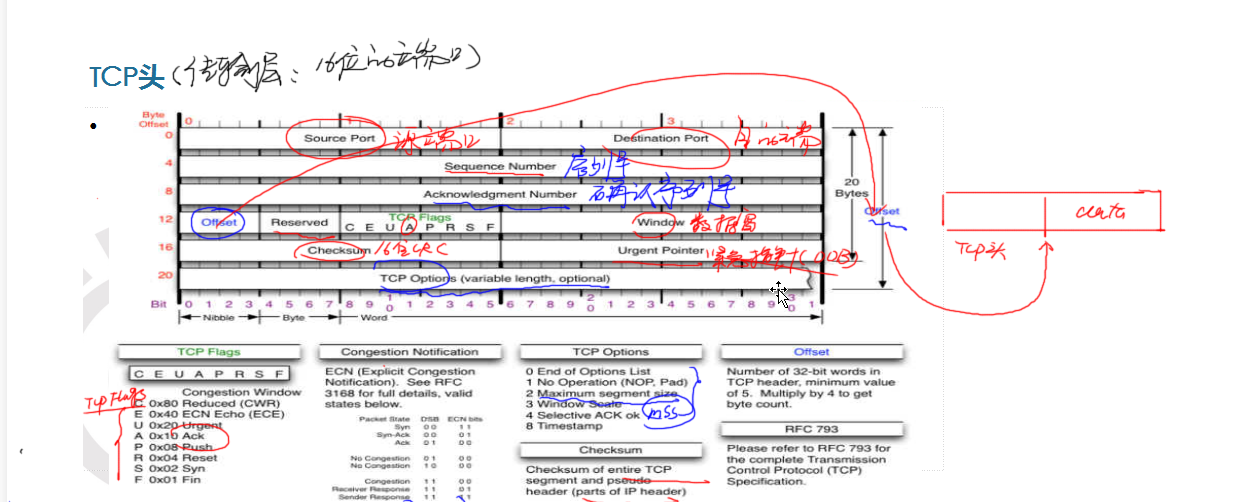 TCP头 (传输层: 16位的端口)
Byte Offset 0 1 2 3
0 Source Port 源端口 Destination Port 目的端
4 Sequence Number 序列号
8 Acknowledgment Number 确认序列号 20 Bytes
12 Offset Reserved TCP Flags C E U A P R S F Window Offset data
16 Checksum 16位CRC Urgent Pointer 紧急指针 (OOB) TCP头
20 TCP Options (variable length, optional)
Bit 0 1 2 3 4 5 6 7 8 9 1 0 1 2 3 4 5 6 7 8 9 2 0 1 2 3 4 5 6 7 8 9 3 0 1
Nibble Byte Word
TCP Flags
C E U A P R S F
Tcp Flags
Congestion Window
C 0x80 Reduced (CWR)
E 0x40 ECN Echo (ECE)
U 0x20 Urgent
A 0x10 Ack
P 0x08 Push
R 0x04 Reset
S 0x02 Syn
F 0x01 Fin
Congestion Notification
ECN (Explicit Congestion
Notification). See RFC
3168 for full details, valid
states below.
Packet State DSB ECN bits
Syn 0 0 1 1
Syn-Ack 0 0 0 1
Ack 0 1 0 0
No Congestion 0 1 0 0
No Congestion 1 0 0 0
Congestion 1 1 0 0
Receiver Response 1 1 0 1
Sender Response 1 1 1 1
TCP Options
0 End of Options List
1 No Operation (NOP, Pad)
2 Maximum segment size
3 Window Scale
4 Selective ACK ok
8 Timestamp
mss
Checksum
Checksum of entire TCP
segment and pseudo
header (parts of IP header)
Offset
Number of 32-bit words in
TCP header, minimum value
of 5. Multiply by 4 to get
byte count.
RFC 793
Please refer to RFC 793 for
the complete Transmission
Control Protocol (TCP)
Specification.